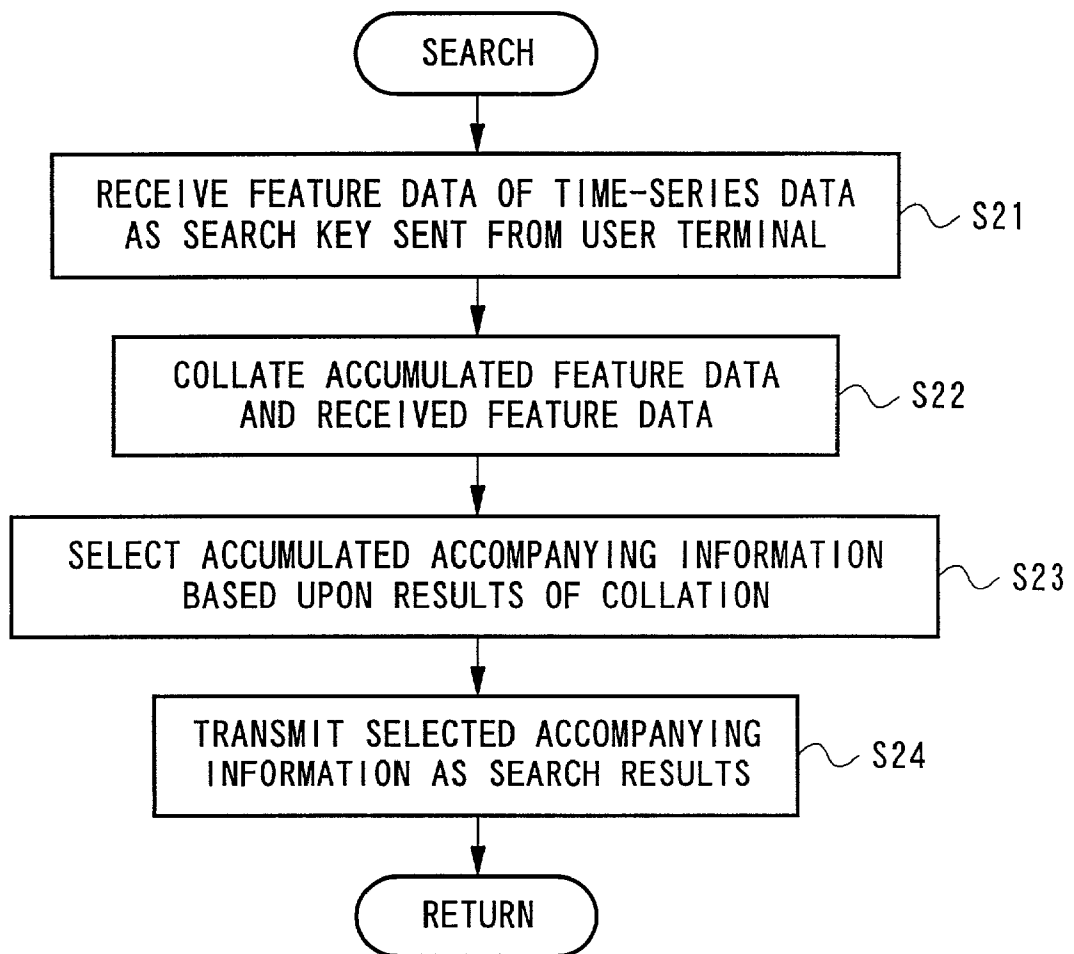 SEARCH
RECEIVE FEATURE DATA OF TIME-SERIES DATA
AS SEARCH KEY SENT FROM USER TERMINAL
S21
COLLATE ACCUMULATED FEATURE DATA
AND RECEIVED FEATURE DATA
S22
SELECT ACCUMULATED ACCOMPANYING INFORMATION
BASED UPON RESULTS OF COLLATION
S23
TRANSMIT SELECTED ACCOMPANYING
INFORMATION AS SEARCH RESULTS
S24
RETURN